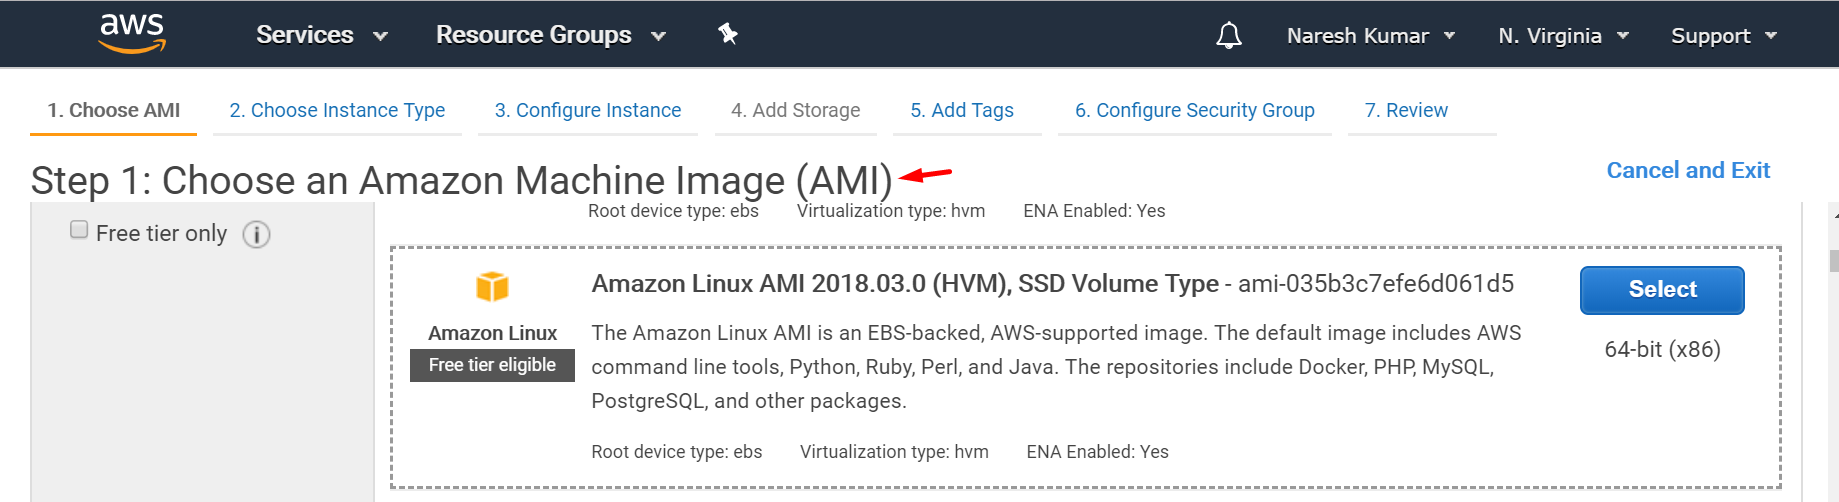 aws Services Resource Groups Naresh Kumar N. Virginia Support
1. Choose AMI 2. Choose Instance Type 3. Configure Instance 4. Add Storage 5. Add Tags 6. Configure Security Group 7. Review
Step 1: Choose an Amazon Machine Image (AMI)
Cancel and Exit
Free tier only i
Root device type: ebs Virtualization type: hvm ENA Enabled: Yes
Amazon Linux
Free tier eligible
Amazon Linux AMI 2018.03.0 (HVM), SSD Volume Type - ami-035b3c7efe6d061d5
The Amazon Linux AMI is an EBS-backed, AWS-supported image. The default image includes AWS
command line tools, Python, Ruby, Perl, and Java. The repositories include Docker, PHP, MySQL,
PostgreSQL, and other packages.
Root device type: ebs Virtualization type: hvm ENA Enabled: Yes
Select
64-bit (x86)